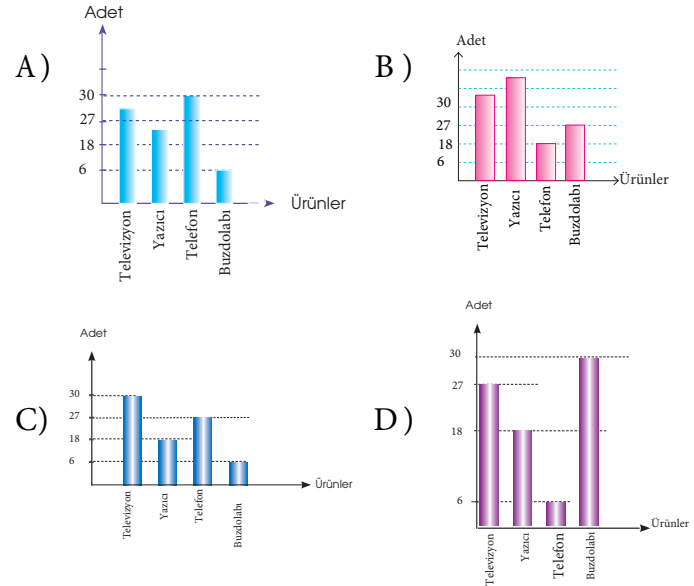 Adet
A)
30
27
18
6
Ürünler
Televizyon
Yazıcı
Telefon
Buzdolabı
Adet
B)
30
27
18
6
Ürünler
Televizyon
Yazıcı
Telefon
Buzdolabı
Adet
C)
30
27
18
6
Ürünler
Televizyon
Yazıcı
Telefon
Buzdolabı
Adet
D)
30
27
18
6
Ürünler
Televizyon
Yazıcı
Telefon
Buzdolabı